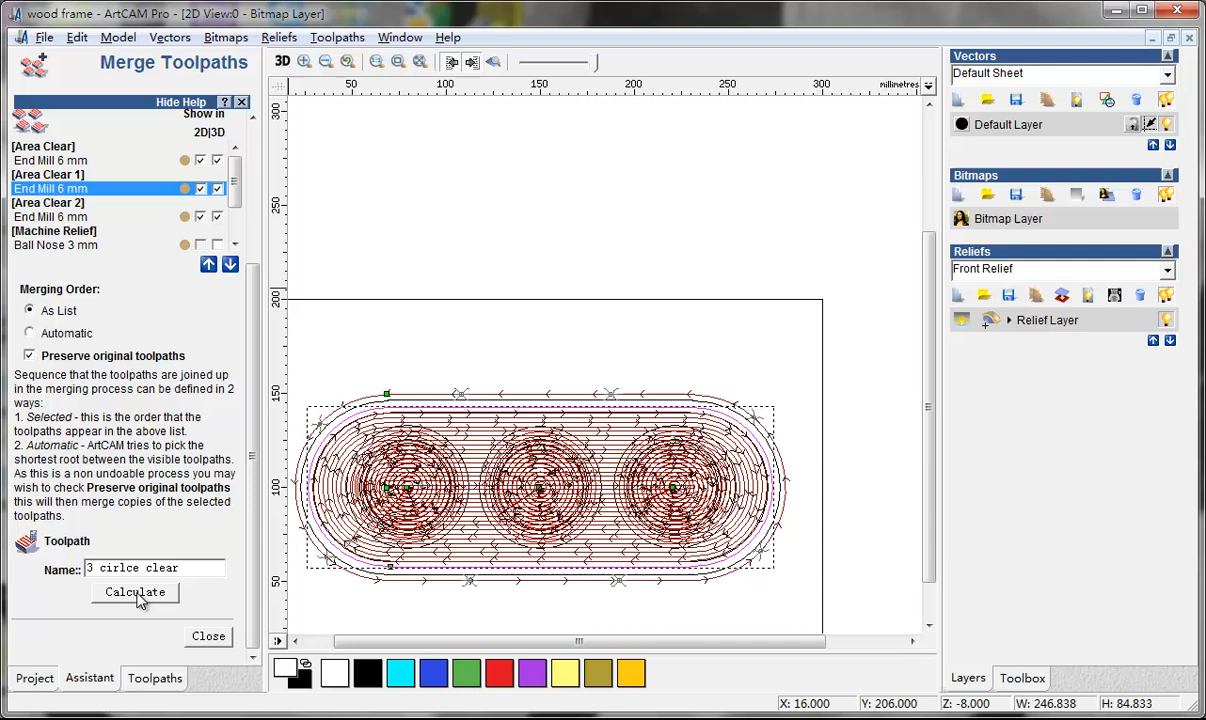 wood frame - ArtCAM Pro - [2D View:0 - Bitmap Layer]
File Edit Model Vectors Bitmaps Reliefs Toolpaths Window Help
Merge Toolpaths
3D
Hide Help ? 
50 100 150 200 250 300 millimetres
Show in
2D|3D
[Area Clear]
End Mill 6 mm
[Area Clear 1]
End Mill 6 mm
[Area Clear 2]
End Mill 6 mm
[Machine Relief]
Ball Nose 3 mm
Merging Order:
As List
Automatic
Preserve original toolpaths
Sequence that the toolpaths are joined up
in the merging process can be defined in 2
ways:
1. Selected - this is the order that the
toolpaths appear in the above list.
2. Automatic - ArtCAM tries to pick the
shortest root between the visible toolpaths.
As this is a non undoable process you may
wish to check Preserve original toolpaths
this will then merge copies of the selected
toolpaths.
Toolpath
Name:: 3 cirlce clear
Calculate
Close
Project Assistant Toolpaths
300
250
200
150
100
50
Vectors
Default Sheet
Default Layer
Bitmaps
Bitmap Layer
Reliefs
Front Relief
Relief Layer
Layers Toolbox
X: 16.000 Y: 206.000 Z: -8.000 W: 246.838 H: 84.833